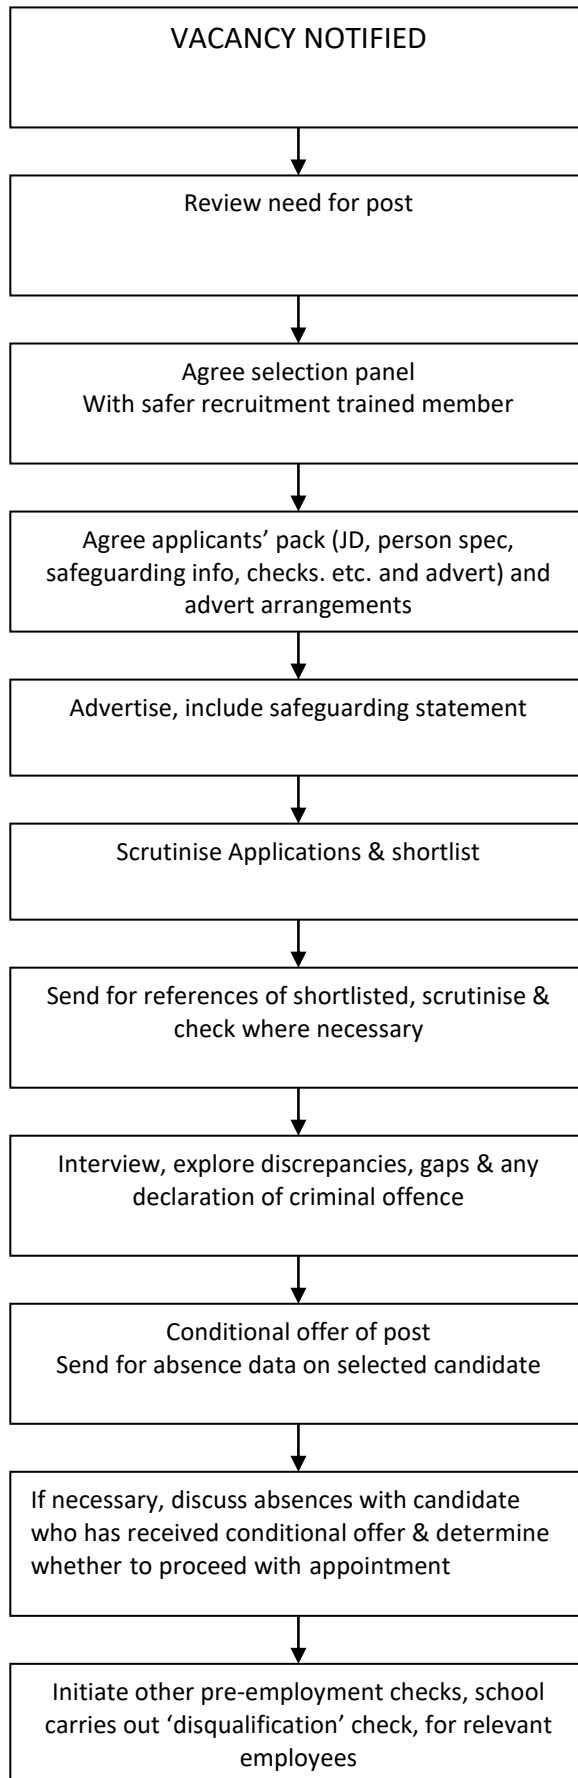 VACANCY NOTIFIED
Review need for post
Agree selection panel
With safer recruitment trained member
Agree applicants’ pack (JD, person spec,
safeguarding info, checks. etc. and advert) and
advert arrangements
Advertise, include safeguarding statement
Scrutinise Applications & shortlist
Send for references of shortlisted, scrutinise &
check where necessary
Interview, explore discrepancies, gaps & any
declaration of criminal offence
Conditional offer of post
Send for absence data on selected candidate
If necessary, discuss absences with candidate
who has received conditional offer & determine
whether to proceed with appointment
Initiate other pre-employment checks, school
carries out ‘disqualification’ check, for relevant
employees